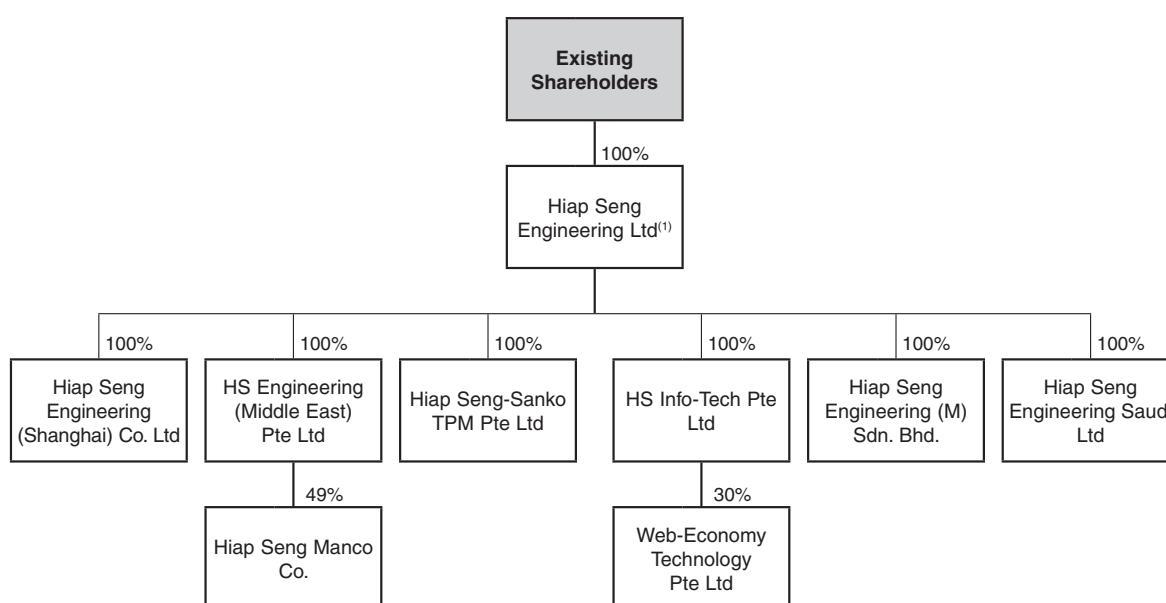 Existing
Shareholders
100%
Hiap Seng
Engineering Ltd(1)
100%
100%
100%
100%
100%
100%
Hiap Seng
Engineering
(Shanghai) Co. Ltd
HS Engineering
(Middle East)
Pte Ltd
Hiap Seng-Sanko
TPM Pte Ltd
HS Info-Tech Pte
Ltd
Hiap Seng
Engineering (M)
Sdn. Bhd.
Hiap Seng
Engineering Saudi
Ltd
49%
30%
Hiap Seng Manco
Co.
Web-Economy
Technology
Pte Ltd